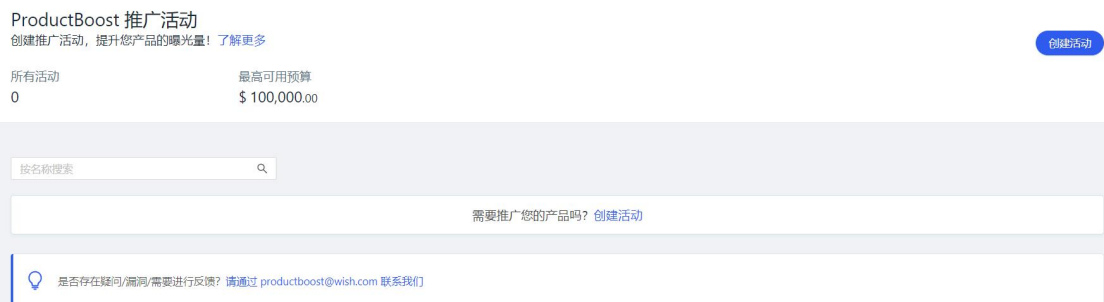 ProductBoost 推广活动
创建推广活动，提升您产品的曝光量！了解更多
创建活动
所有活动 最高可用预算
0 $ 100,000.00
按名称搜索
需要推广您的产品吗？创建活动
是否存在疑问/漏洞/需要进行反馈？请通过 productboost@wish.com 联系我们